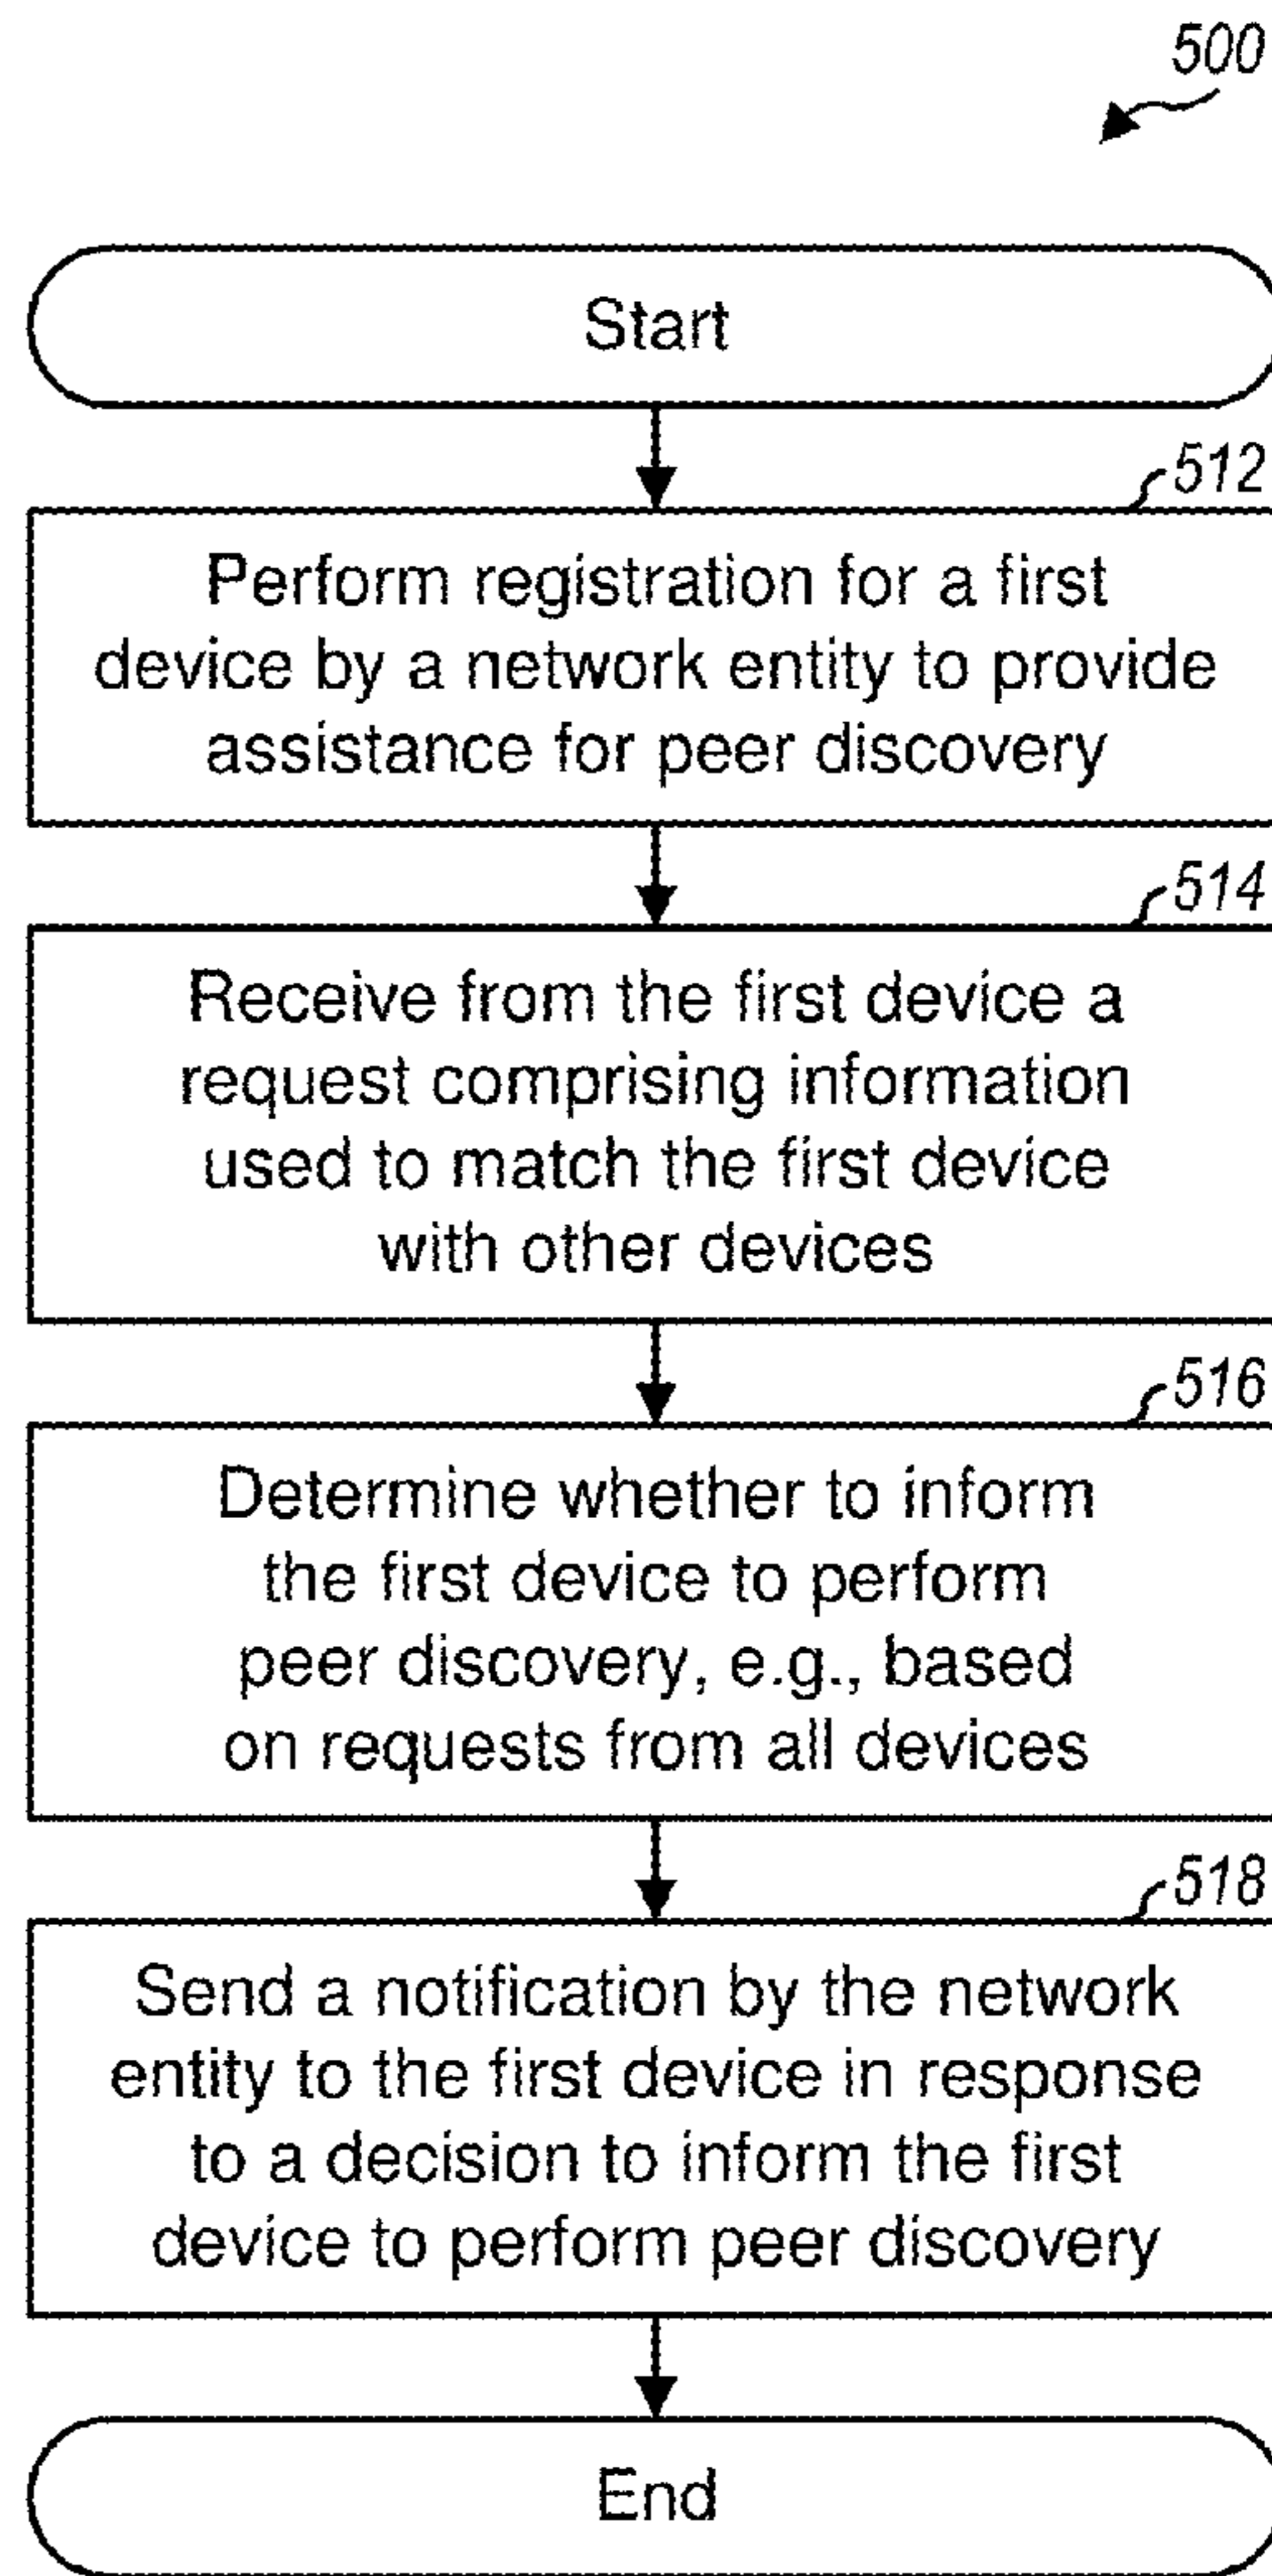 500
Start
512
Perform registration for a first
device by a network entity to provide
assistance for peer discovery
514
Receive from the first device a
request comprising information
used to match the first device
with other devices
516
Determine whether to inform
the first device to perform
peer discovery, e.g., based
on requests from all devices
518
Send a notification by the network
entity to the first device in response
to a decision to inform the first
device to perform peer discovery
End